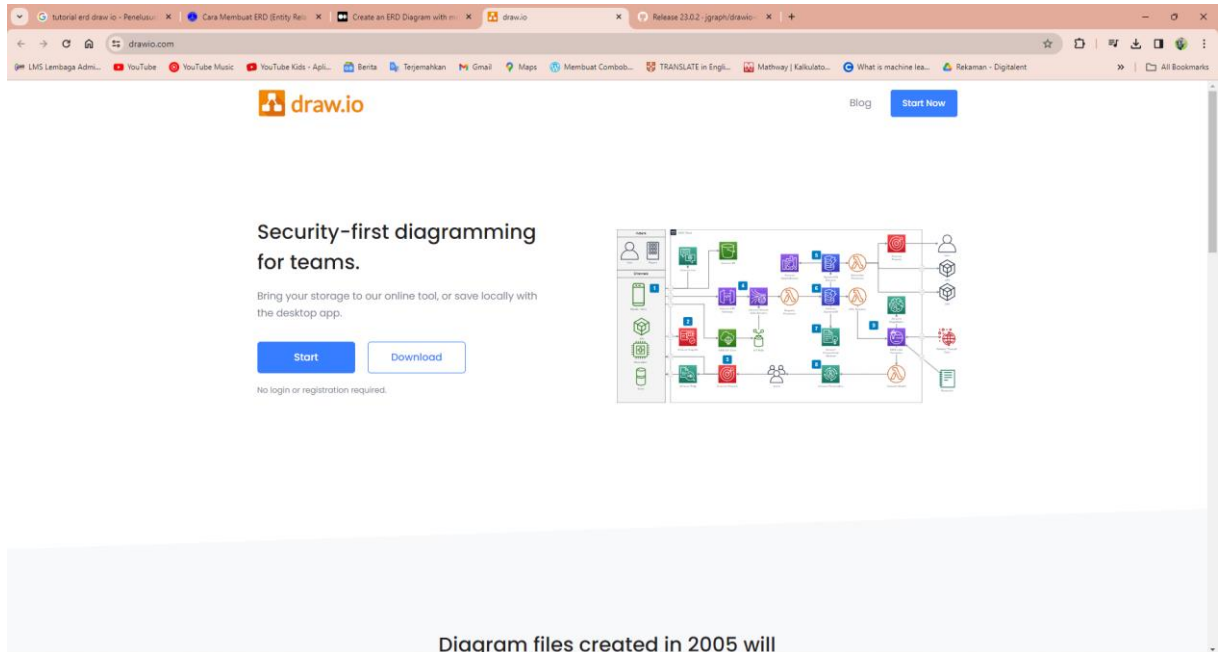 tutorial erd draw io - Penelusu
Cara Membuat ERD (Entity Rela
Create an ERD Diagram with m
draw.io
Release 23.0.2 · jgraph/drawio-
drawio.com
LMS Lembaga Admi...
YouTube
YouTube Music
YouTube Kids - Apli...
Berita
Terjemahkan
Gmail
Maps
Membuat Combob...
TRANSLATE in Engli...
Mathway | Kalkulato...
What is machine lea...
Rekaman - Digitalent
All Bookmarks
draw.io
Blog
Start Now
Security-first diagramming
for teams.
Bring your storage to our online tool, or save locally with
the desktop app.
Start
Download
No login or registration required.
Diagram files created in 2005 will